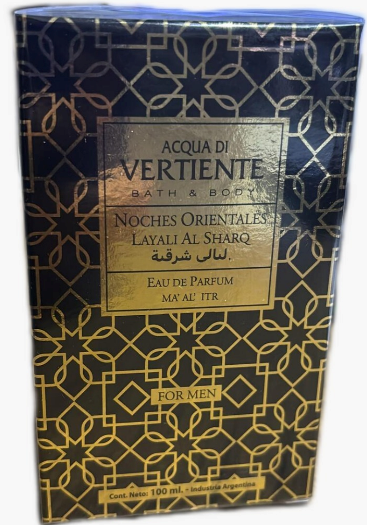 ACQUA DI
VERTIENTE
BATH & BODY
NOCHES ORIENTALES
LAYALI AL SHARQ
ليالى شرقية
EAU DE PARFUM
MA' AL' ITR
FOR MEN
Cont. Neto: 100 ml. - Industria Argentina